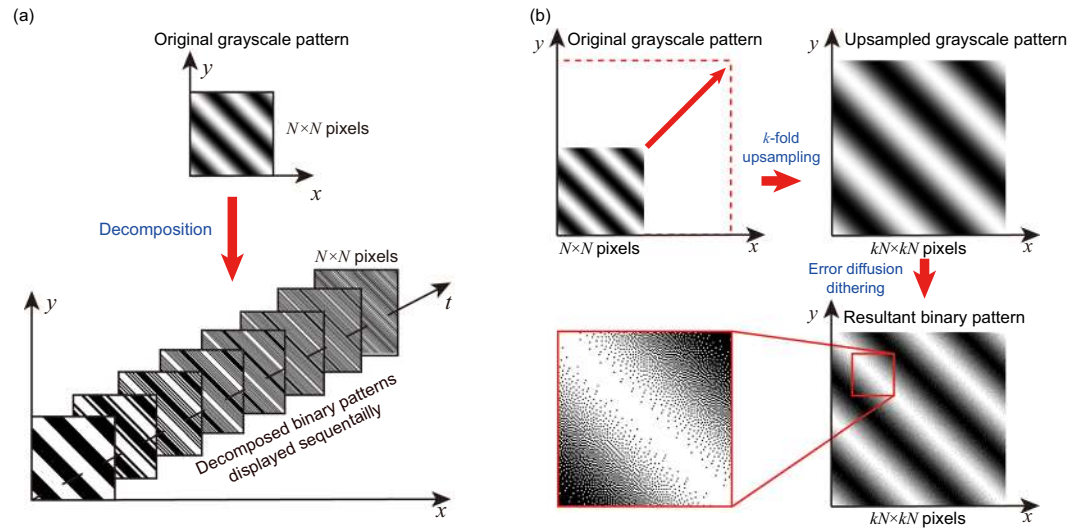 (a)
Original grayscale pattern
y
N×N pixels
x
Decomposition
N×N pixels
y
t
Decomposed binary patterns
displayed sequentailly
x
(b)
y
Original grayscale pattern
k-fold
upsampling
N×N pixels
x
y
Upsampled grayscale pattern
kN×kN pixels
x
Error diffusion
dithering
y
Resultant binary pattern
kN×kN pixels
x